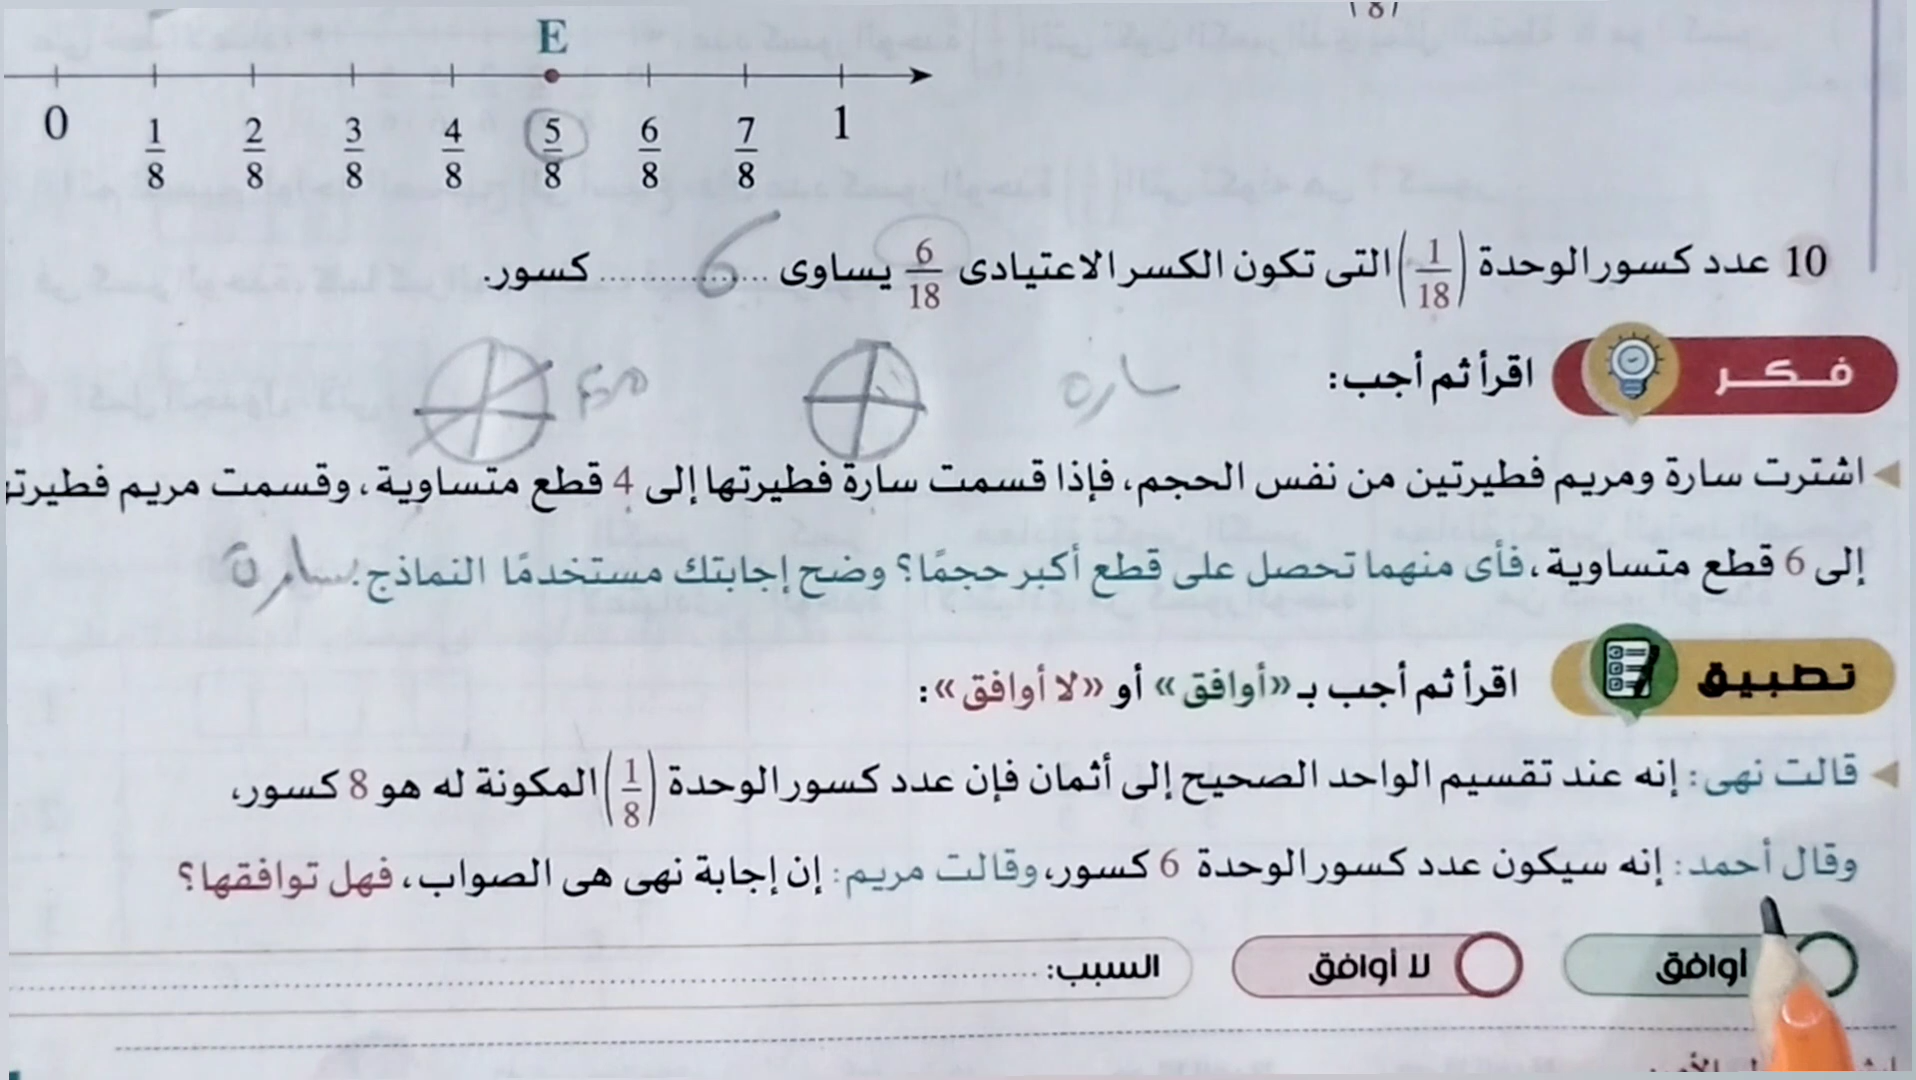 E
0 1/8 2/8 3/8 4/8 5/8 6/8 7/8 1
10 عدد كسور الوحدة (1/18) التى تكون الكسر الاعتيادى 6/18 يساوى ......6...... كسور.
فكر اقرأ ثم أجب:
سارة
اشترت سارة ومريم فطيرتين من نفس الحجم، فإذا قسمت سارة فطيرتها إلى 4 قطع متساوية، وقسمت مريم
إلى 6 قطع متساوية، فأى منهما تحصل على قطع أكبر حجمًا؟ وضح إجابتك مستخدمًا النماذج: سارة
تطبيق اقرأ ثم أجب بـ «أوافق» أو «لا أوافق»:
قالت نهى: إنه عند تقسيم الواحد الصحيح إلى أثمان فإن عدد كسور الوحدة (1/8) المكونة له هو 8 كسور،
وقال أحمد: إنه سيكون عدد كسور الوحدة 6 كسور، وقالت مريم: إن إجابة نهى هى الصواب، فهل توافقها؟
أوافق لا أوافق السبب: ......................